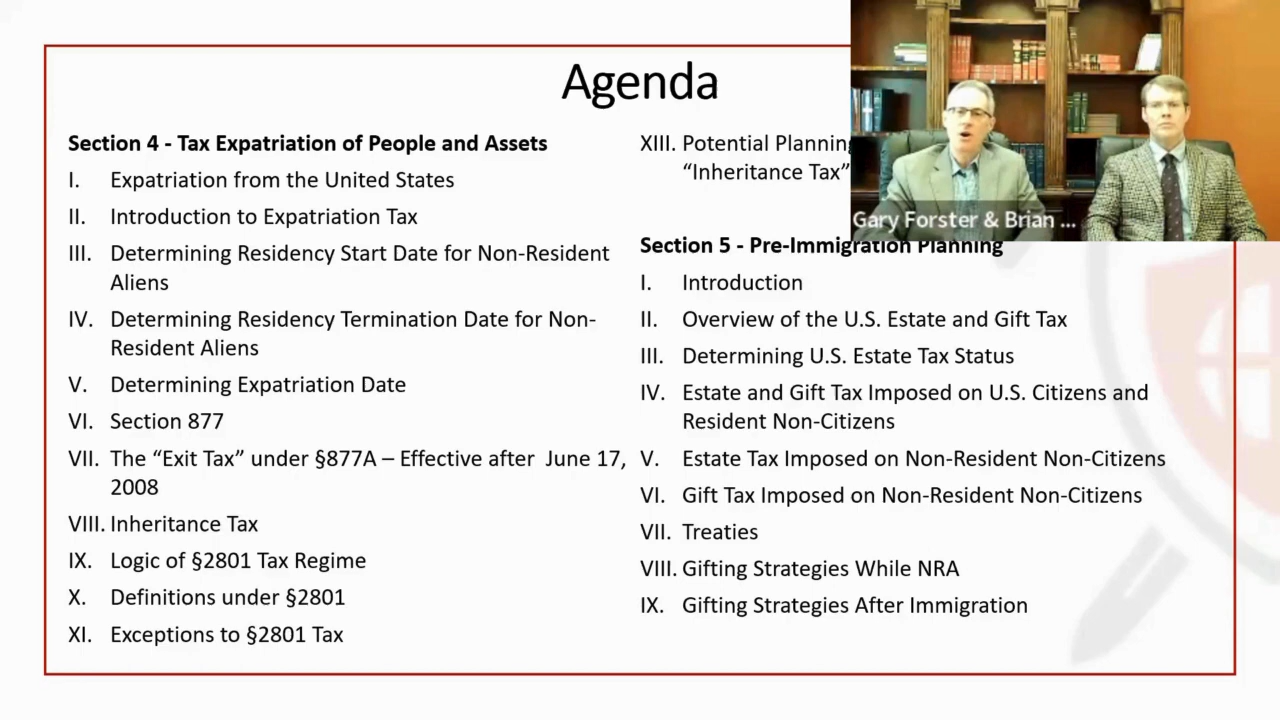 Agenda
Section 4 - Tax Expatriation of People and Assets
I. Expatriation from the United States
II. Introduction to Expatriation Tax
III. Determining Residency Start Date for Non-Resident
Aliens
IV. Determining Residency Termination Date for Non-
Resident Aliens
V. Determining Expatriation Date
VI. Section 877
VII. The “Exit Tax” under §877A – Effective after June 17,
2008
VIII. Inheritance Tax
IX. Logic of §2801 Tax Regime
X. Definitions under §2801
XI. Exceptions to §2801 Tax
XIII. Potential Planning
“Inheritance Tax”
Section 5 - Pre-Immigration Planning
I. Introduction
II. Overview of the U.S. Estate and Gift Tax
III. Determining U.S. Estate Tax Status
IV. Estate and Gift Tax Imposed on U.S. Citizens and
Resident Non-Citizens
V. Estate Tax Imposed on Non-Resident Non-Citizens
VI. Gift Tax Imposed on Non-Resident Non-Citizens
VII. Treaties
VIII. Gifting Strategies While NRA
IX. Gifting Strategies After Immigration
Gary Forster & Brian ...